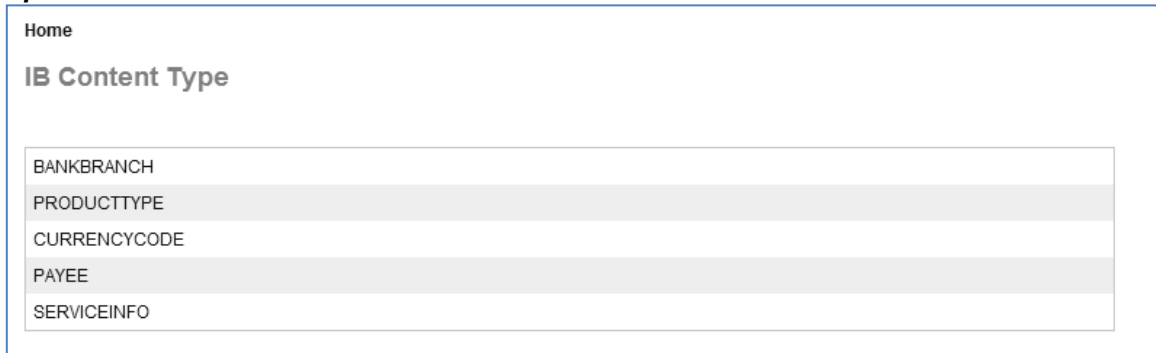 Home
IB Content Type
BANKBRANCH
PRODUCTTYPE
CURRENCYCODE
PAYEE
SERVICEINFO